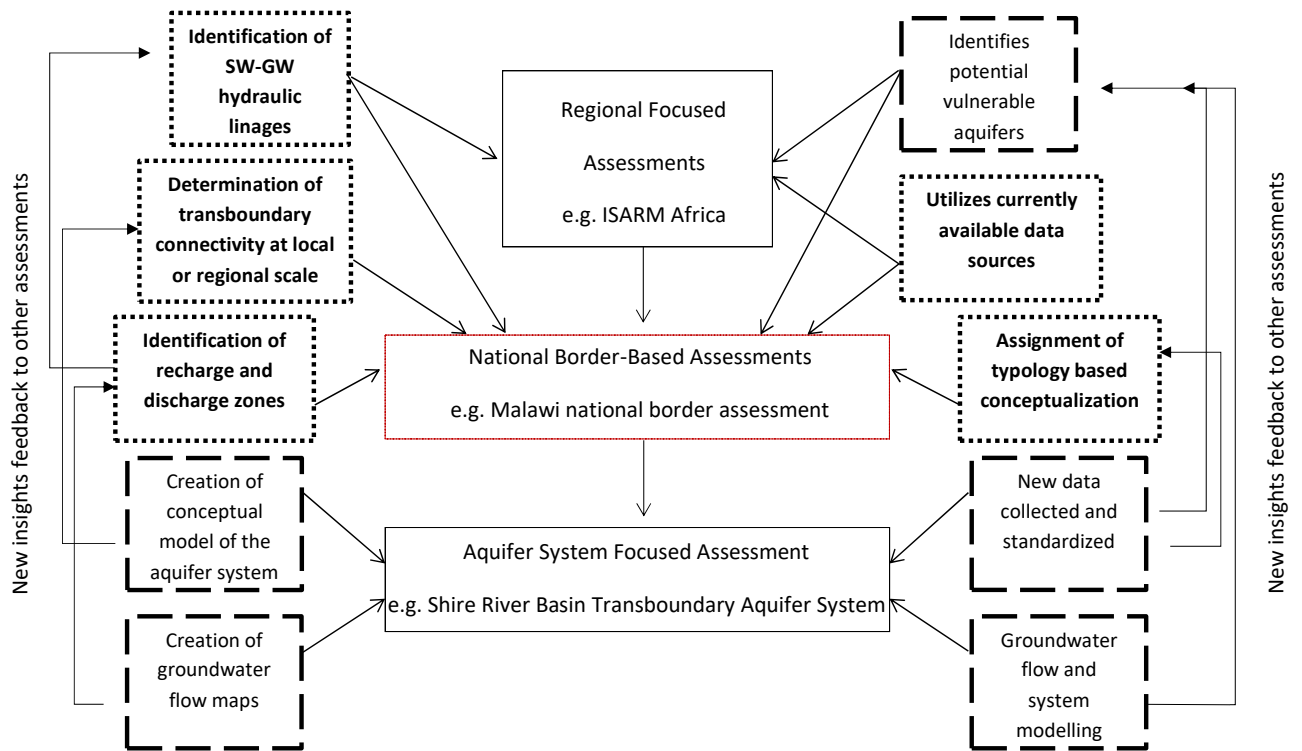 Identification of
SW-GW
hydraulic
linages
Determination of
transboundary
connectivity at local
or regional scale
Identification of
recharge and
discharge zones
Creation of
conceptual
model of the
aquifer system
Creation of
groundwater
flow maps
New insights feedback to other assessments
Regional Focused
Assessments
e.g. ISARM Africa
National Border-Based Assessments
e.g. Malawi national border assessment
Aquifer System Focused Assessment
e.g. Shire River Basin Transboundary Aquifer System
Identifies
potential
vulnerable
aquifers
Utilizes currently
available data
sources
Assignment of
typology based
conceptualization
New data
collected and
standardized
Groundwater
flow and
system
modelling
New insights feedback to other assessments